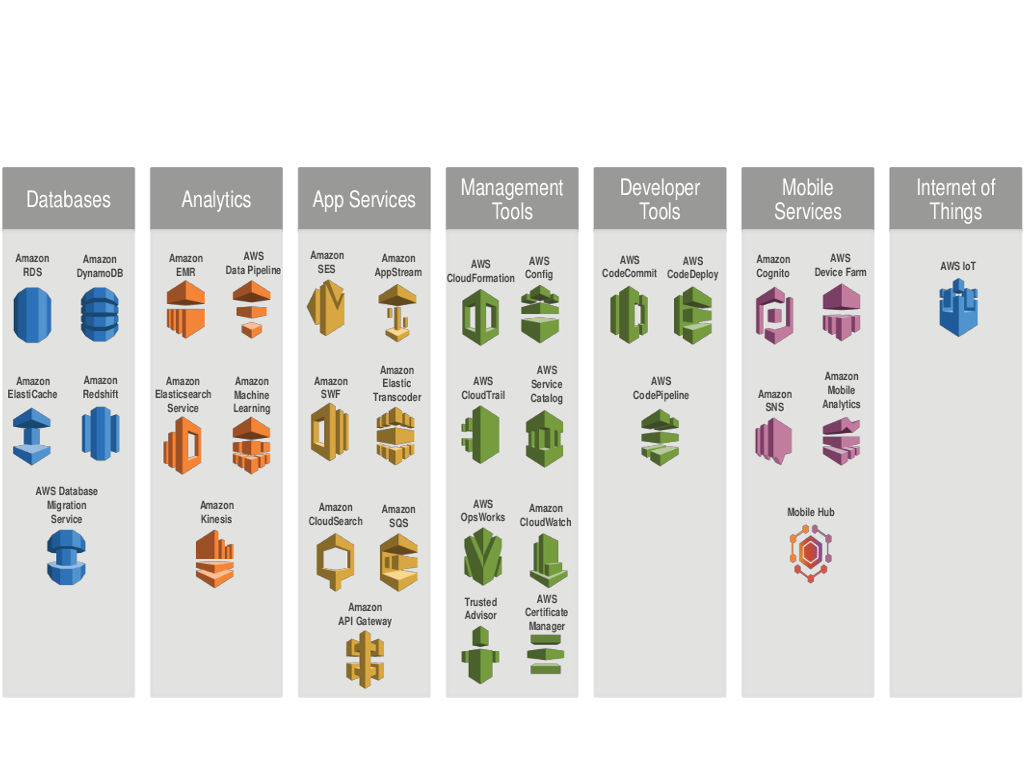 Databases
Amazon
RDS
Amazon
DynamoDB
Amazon
ElastiCache
Amazon
Redshift
AWS Database
Migration
Service
Analytics
Amazon
EMR
AWS
Data Pipeline
Amazon
Elasticsearch
Service
Amazon
Machine
Learning
Amazon
Kinesis
App Services
Amazon
SES
Amazon
AppStream
Amazon
SWF
Amazon
Elastic
Transcoder
Amazon
CloudSearch
Amazon
SQS
Amazon
API Gateway
Management
Tools
AWS
CloudFormation
AWS
Config
AWS
CloudTrail
AWS
Service
Catalog
AWS
OpsWorks
Amazon
CloudWatch
Trusted
Advisor
AWS
Certificate
Manager
Developer
Tools
AWS
CodeCommit
AWS
CodeDeploy
AWS
CodePipeline
Mobile
Services
Amazon
Cognito
AWS
Device Farm
Amazon
SNS
Amazon
Mobile
Analytics
Mobile Hub
Internet of
Things
AWS IoT